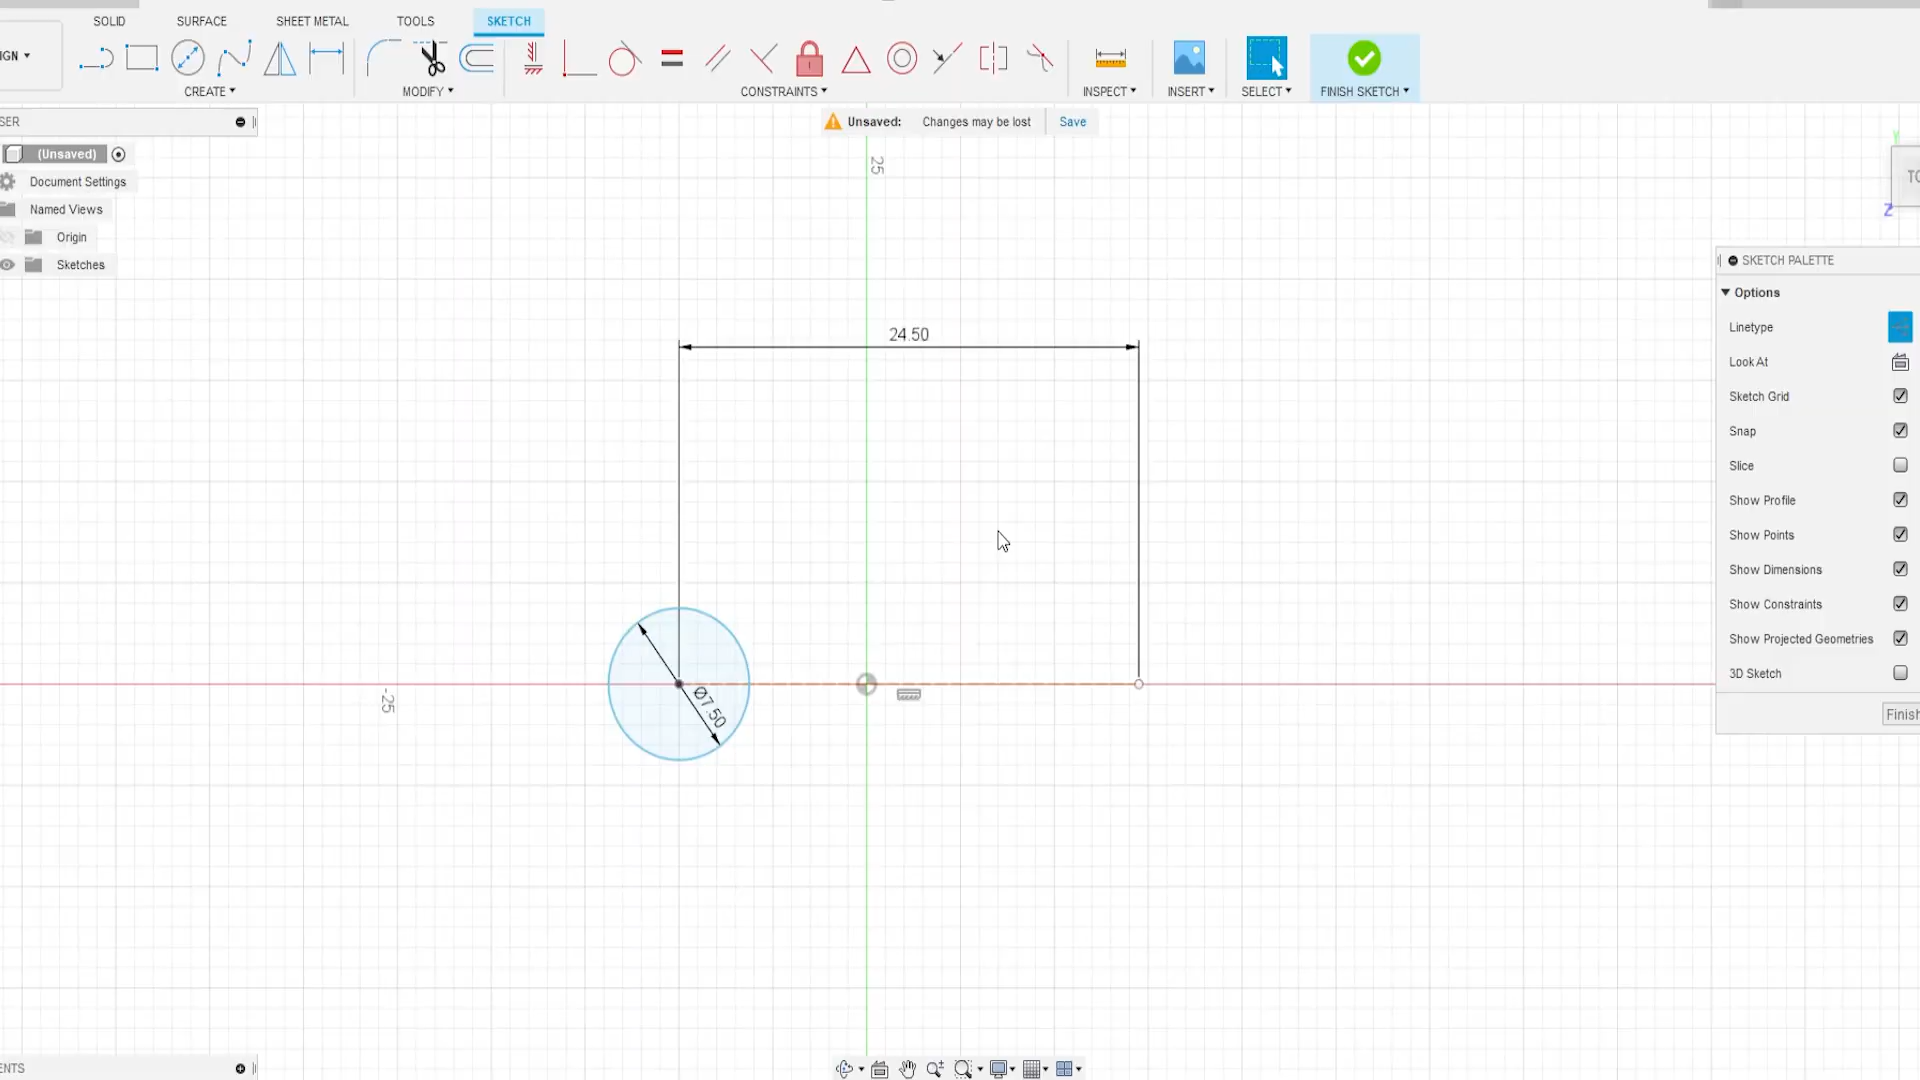 SOLID SURFACE SHEET METAL TOOLS SKETCH
IGN
CREATE MODIFY CONSTRAINTS INSPECT INSERT SELECT FINISH SKETCH
SER
Unsaved: Changes may be lost Save
(Unsaved)
Document Settings
Named Views
Origin
Sketches
25
Y
TO
Z
24.50
-25
Ø7.50
SKETCH PALETTE
Options
Linetype
Look At
Sketch Grid
Snap
Slice
Show Profile
Show Points
Show Dimensions
Show Constraints
Show Projected Geometries
3D Sketch
Finish
ENTS